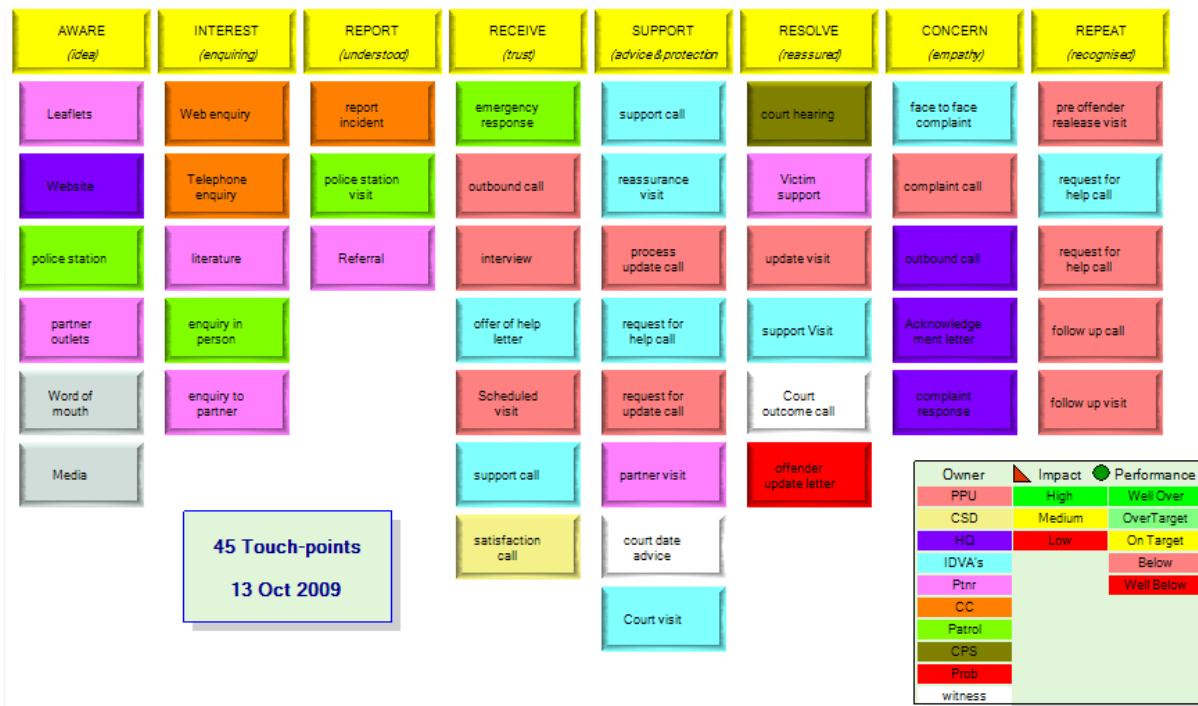 AWARE
(idea)
INTEREST
(enquiring)
REPORT
(understood)
RECEIVE
(trust)
SUPPORT
(advice & protection
RESOLVE
(reassured)
CONCERN
(empathy)
REPEAT
(recognised)
Leaflets
Web enquiry
report
incident
emergency
response
support call
court hearing
face to face
complaint
pre offender
realease visit
Website
Telephone
enquiry
police station
visit
outbound call
reassurance
visit
Victim
support
complaint call
request for
help call
police station
literature
Referral
interview
process
update call
update visit
outbound call
request for
help call
partner
outlets
enquiry in
person
offer of help
letter
request for
help call
support Visit
Acknowledge
ment letter
follow up call
Word of
mouth
enquiry to
partner
Scheduled
visit
request for
update call
Court
outcome call
complaint
response
follow up visit
Media
support call
partner visit
offender
update letter
satisfaction
call
court date
advice
Court visit
45 Touch-points
13 Oct 2009
Owner Impact Performance
PPU High Well Over
CSD Medium OverTarget
HQ Low On Target
IDVA's Below
Ptnr Well Below
CC
Patrol
CPS
Prob
witness